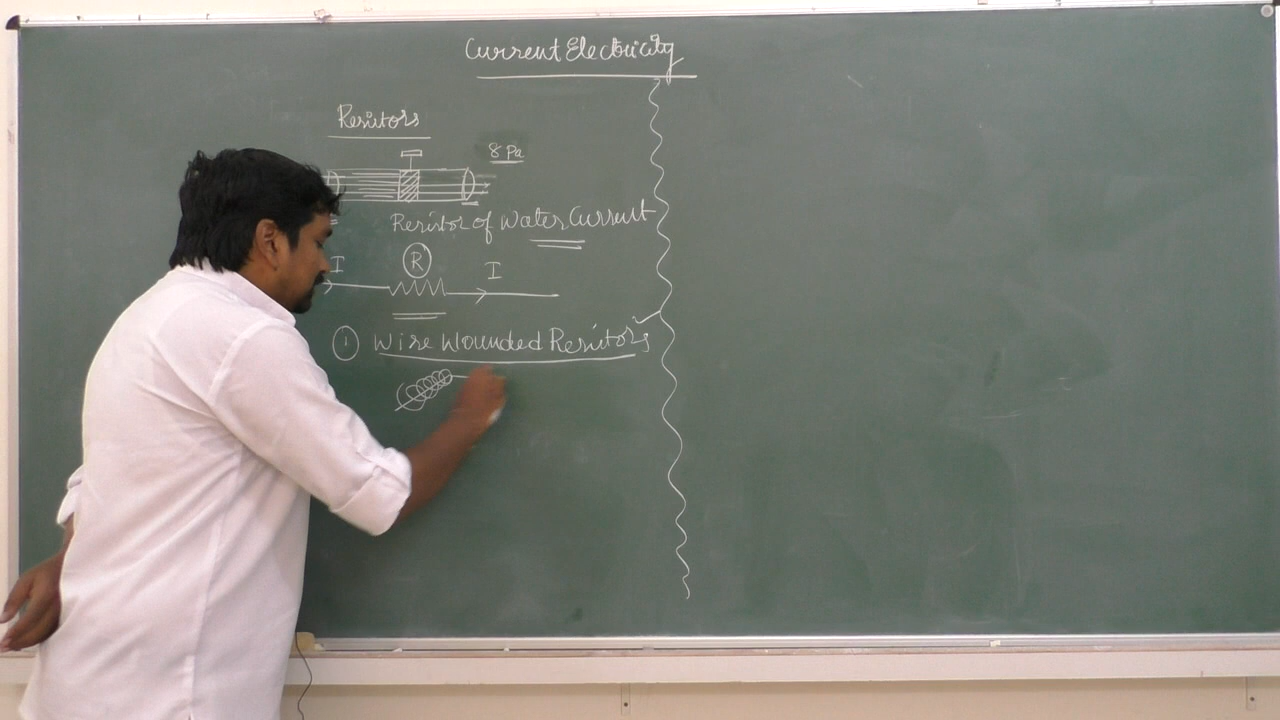 Current Electricity
Resistors
8 Pa
Resistor of Water Current
I R I
1 Wire Wounded Resistors